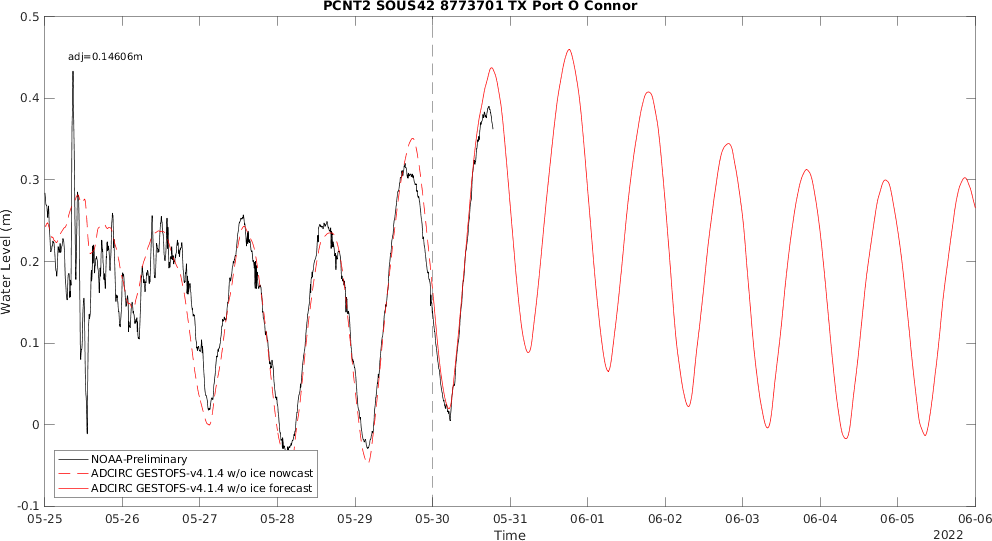 PCNT2 SOUS42 8773701 TX Port O Connor
adj=0.14606m
0.5
0.4
0.3
0.2
0.1
0
-0.1
Water Level (m)
NOAA-Preliminary
ADCIRC GESTOFS-v4.1.4 w/o ice nowcast
ADCIRC GESTOFS-v4.1.4 w/o ice forecast
05-25 05-26 05-27 05-28 05-29 05-30 05-31 06-01 06-02 06-03 06-04 06-05 06-06
Time
2022